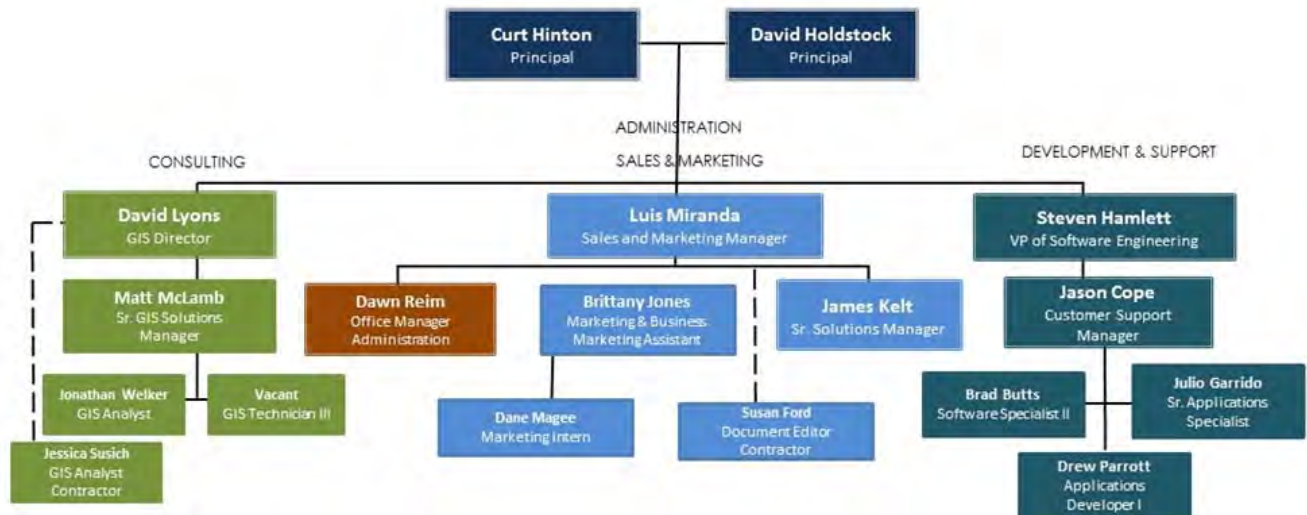 Curt Hinton
Principal
David Holdstock
Principal
ADMINISTRATION
CONSULTING
SALES & MARKETING
DEVELOPMENT & SUPPORT
David Lyons
GIS Director
Luis Miranda
Sales and Marketing Manager
Steven Hamlett
VP of Software Engineering
Matt McLamb
Sr. GIS Solutions
Manager
Dawn Reim
Office Manager
Administration
Brittany Jones
Marketing & Business
Marketing Assistant
James Kelt
Sr. Solutions Manager
Jason Cope
Customer Support
Manager
Jonathan Welker
GIS Analyst
Vacant
GIS Technician III
Dane Magee
Marketing Intern
Susan Ford
Document Editor
Contractor
Brad Butts
Software Specialist II
Julio Garrido
Sr. Applications
Specialist
Jessica Susich
GIS Analyst
Contractor
Drew Parrott
Applications
Developer I